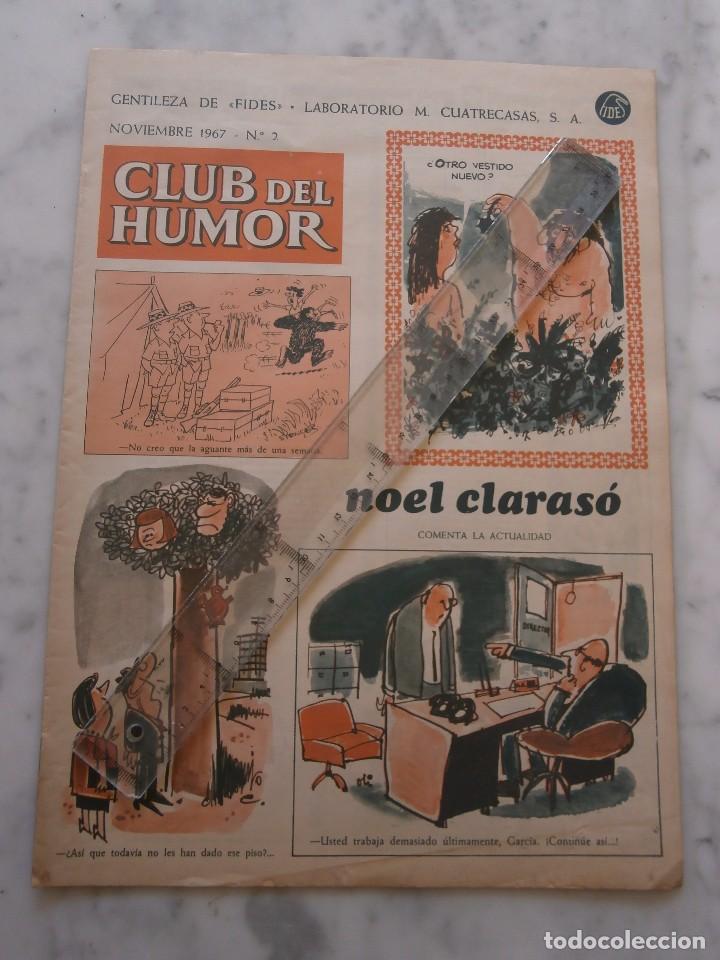 GENTILEZA DE «FIDES» • LABORATORIO M. CUATRECASAS, S. A.
FIDES
NOVIEMBRE 1967 - N.º 2
CLUB DEL
HUMOR
¿OTRO VESTIDO
NUEVO?
—No creo que la aguante más de una semana.
noel clarasó
COMENTA LA ACTUALIDAD
DIRECTOR
oli
—¿Así que todavía no les han dado ese piso?...
—Usted trabaja demasiado últimamente, García. ¡Continúe así...!
todocoleccion.net